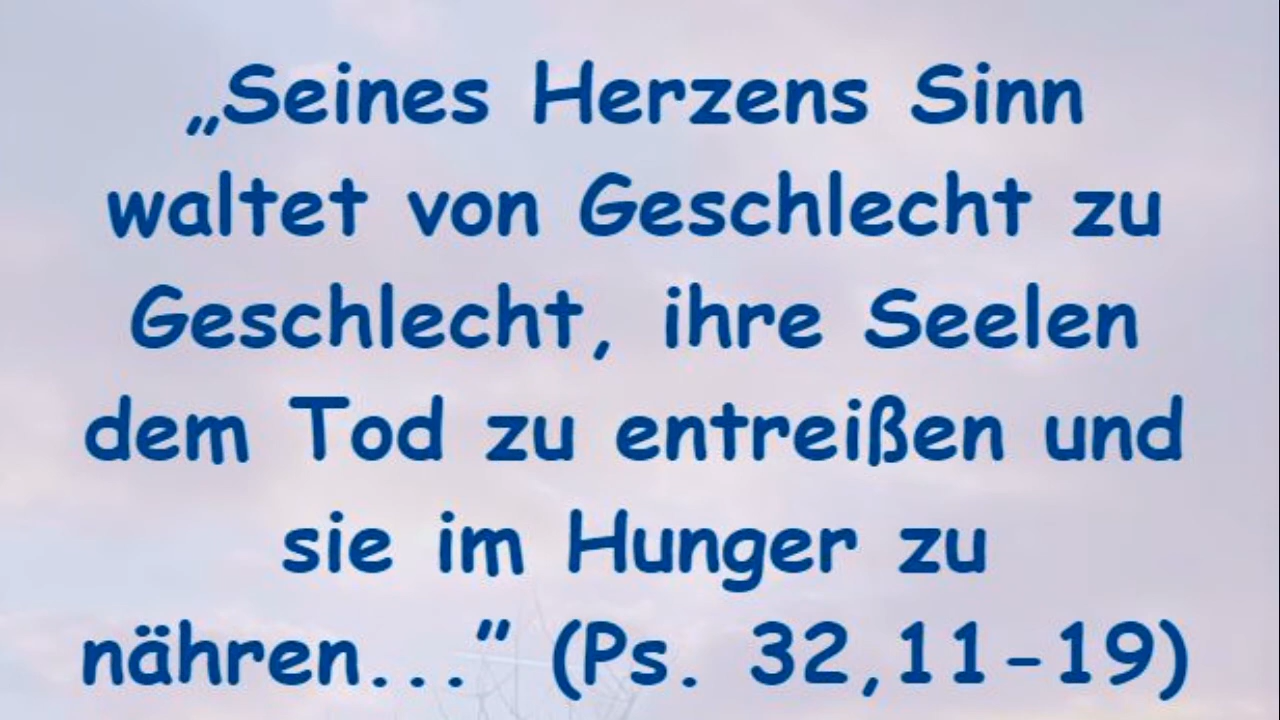 „Seines Herzens Sinn
waltet von Geschlecht zu
Geschlecht, ihre Seelen
dem Tod zu entreißen und
sie im Hunger zu
nähren...” (Ps. 32,11-19)